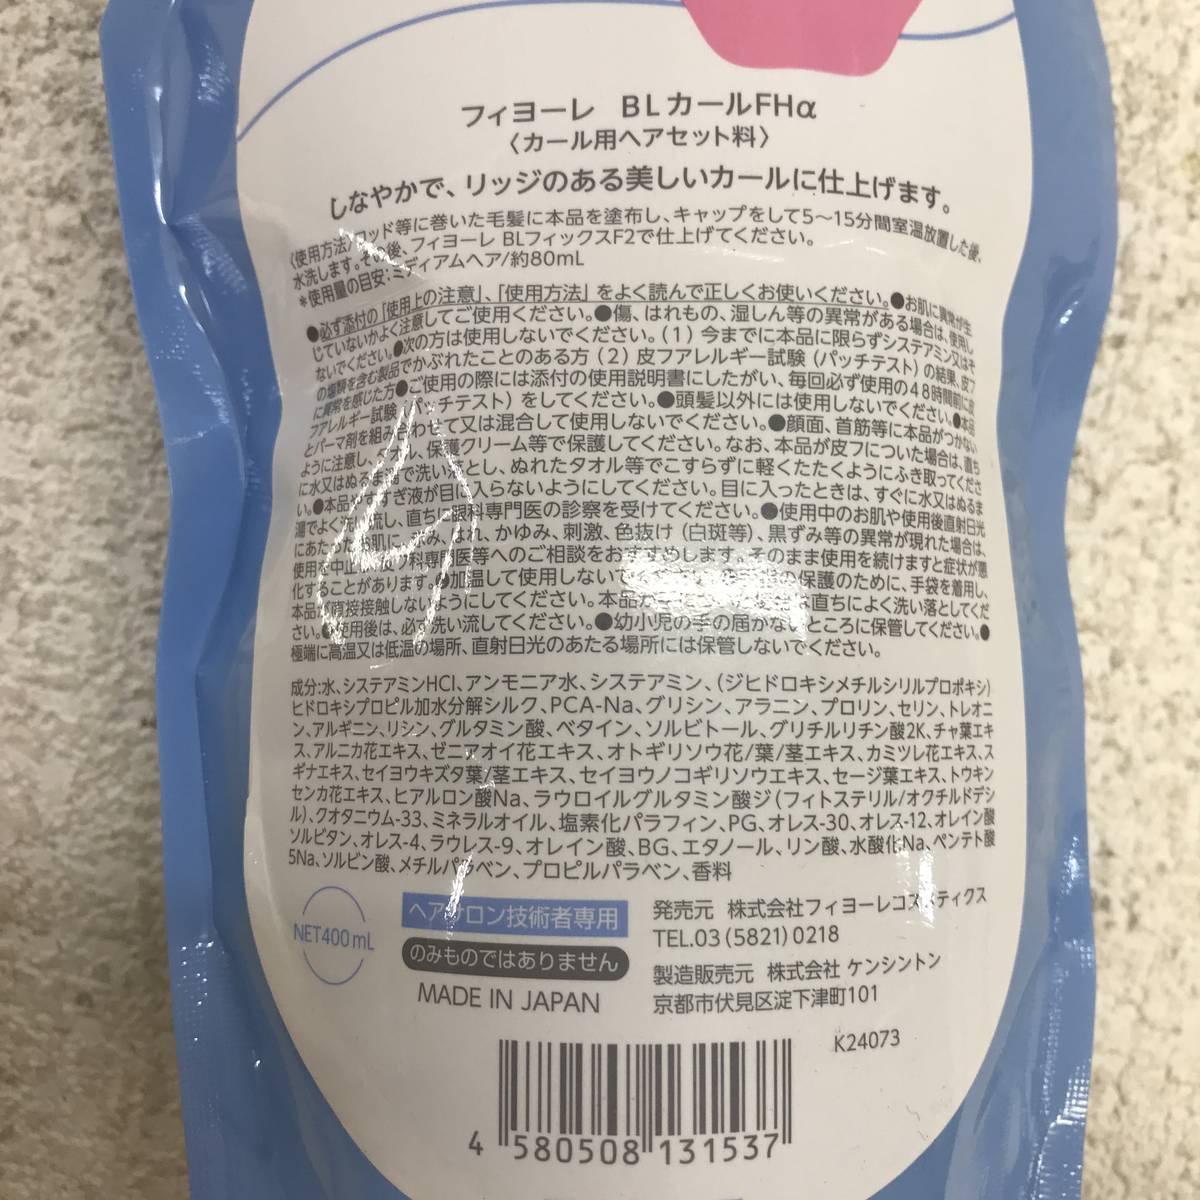 フィヨーレ BLカールFHα
〈カール用ヘアセット料〉
しなやかで、リッジのある美しいカールに仕上げます。
〈使用方法〉ロッド等に巻いた毛髪に本品を塗布し、キャップをして5〜15分間室温放置した後、
水洗します。その後、フィヨーレ BLフィックスF2で仕上げてください。
*使用量の目安:ミディアムヘア/約80mL
●必ず添付の「使用上の注意」、「使用方法」をよく読んで正しくお使いください。●お肌に異常が生
じていないかよく注意してご使用ください。●傷、はれもの、湿しん等の異常がある場合は、使用し
ないでください。●次の方は使用しないでください。(1)今までに本品に限らずシステアミン又はそ
の塩類を含む製品でかぶれたことのある方(2)皮フアレルギー試験(パッチテスト)の結果、皮フ
に異常を感じた方●ご使用の際には添付の使用説明書にしたがい、毎回必ず使用の48時間前に皮
フアレルギー試験(パッチテスト)をしてください。●頭髪以外には使用しないでください。●本品
とパーマ剤を組み合わせて又は混合して使用しないでください。●顔面、首筋等に本品がつかない
ように注意し、タオル、保護クリーム等で保護してください。なお、本品が皮フについた場合は、直ち
に水又はぬるま湯で洗い落とし、ぬれたタオル等でこすらずに軽くたたくようにふき取ってくださ
い。●本品やすすぎ液が目に入らないようにしてください。目に入ったときは、すぐに水又はぬるま
湯でよく洗い流し、直ちに眼科専門医の診察を受けてください。●使用中のお肌や使用後直射日光
にあたったお肌に、赤み、はれ、かゆみ、刺激、色抜け(白斑等)、黒ずみ等の異常が現れた場合は、
使用を中止し、皮フ科専門医等へのご相談をおすすめします。そのまま使用を続けますと症状が悪
化することがあります。●加温して使用しないでください。 の保護のために、手袋を着用し、
本品が直接接触しないようにしてください。本品が 直ちによく洗い落としてくだ
さい。●使用後は、必ず洗い流してください。●幼小児の手の届かないところに保管してください。●
極端に高温又は低温の場所、直射日光のあたる場所には保管しないでください。
成分:水、システアミンHCl、アンモニア水、システアミン、(ジヒドロキシメチルシリルプロポキシ)
ヒドロキシプロピル加水分解シルク、PCA-Na、グリシン、アラニン、プロリン、セリン、トレオニ
ン、アルギニン、リシン、グルタミン酸、ベタイン、ソルビトール、グリチルリチン酸2K、チャ葉エキ
ス、アルニカ花エキス、ゼニアオイ花エキス、オトギリソウ花/葉/茎エキス、カミツレ花エキス、ス
ギナエキス、セイヨウキズタ葉/茎エキス、セイヨウノコギリソウエキス、セージ葉エキス、トウキン
センカ花エキス、ヒアルロン酸Na、ラウロイルグルタミン酸ジ(フィトステリル/オクチルドデシ
ル)、クオタニウム-33、ミネラルオイル、塩素化パラフィン、PG、オレス-30、オレス-12、オレイン酸
ソルビタン、オレス-4、ラウレス-9、オレイン酸、BG、エタノール、リン酸、水酸化Na、ペンテト酸
5Na、ソルビン酸、メチルパラベン、プロピルパラベン、香料
NET400mL
ヘアサロン技術者専用
のみものではありません
MADE IN JAPAN
発売元 株式会社フィヨーレコスメティクス
TEL.03(5821)0218
製造販売元 株式会社 ケンシントン
京都市伏見区淀下津町101
K24073
4 580508 131537